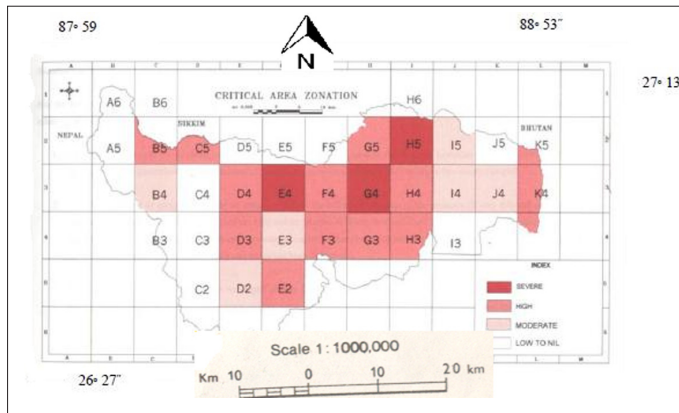 87° 59
88° 53"
N
27° 13
A B C D E F G H I J K L
CRITICAL AREA ZONATION
A6 B6 H6
NEPAL SIKKIM BHUTAN
A5 B5 C5 D5 E5 F5 G5 H5 I5 J5 K5
B4 C4 D4 E4 F4 G4 H4 I4 J4 K4
B3 C3 D3 E3 F3 G3 H3 I3
C2 D2 E2
INDEX
SEVERE
HIGH
MODERATE
LOW TO NIL
A B C L
Scale 1:1000,000
Km 10 0 10 20 km
26° 27"